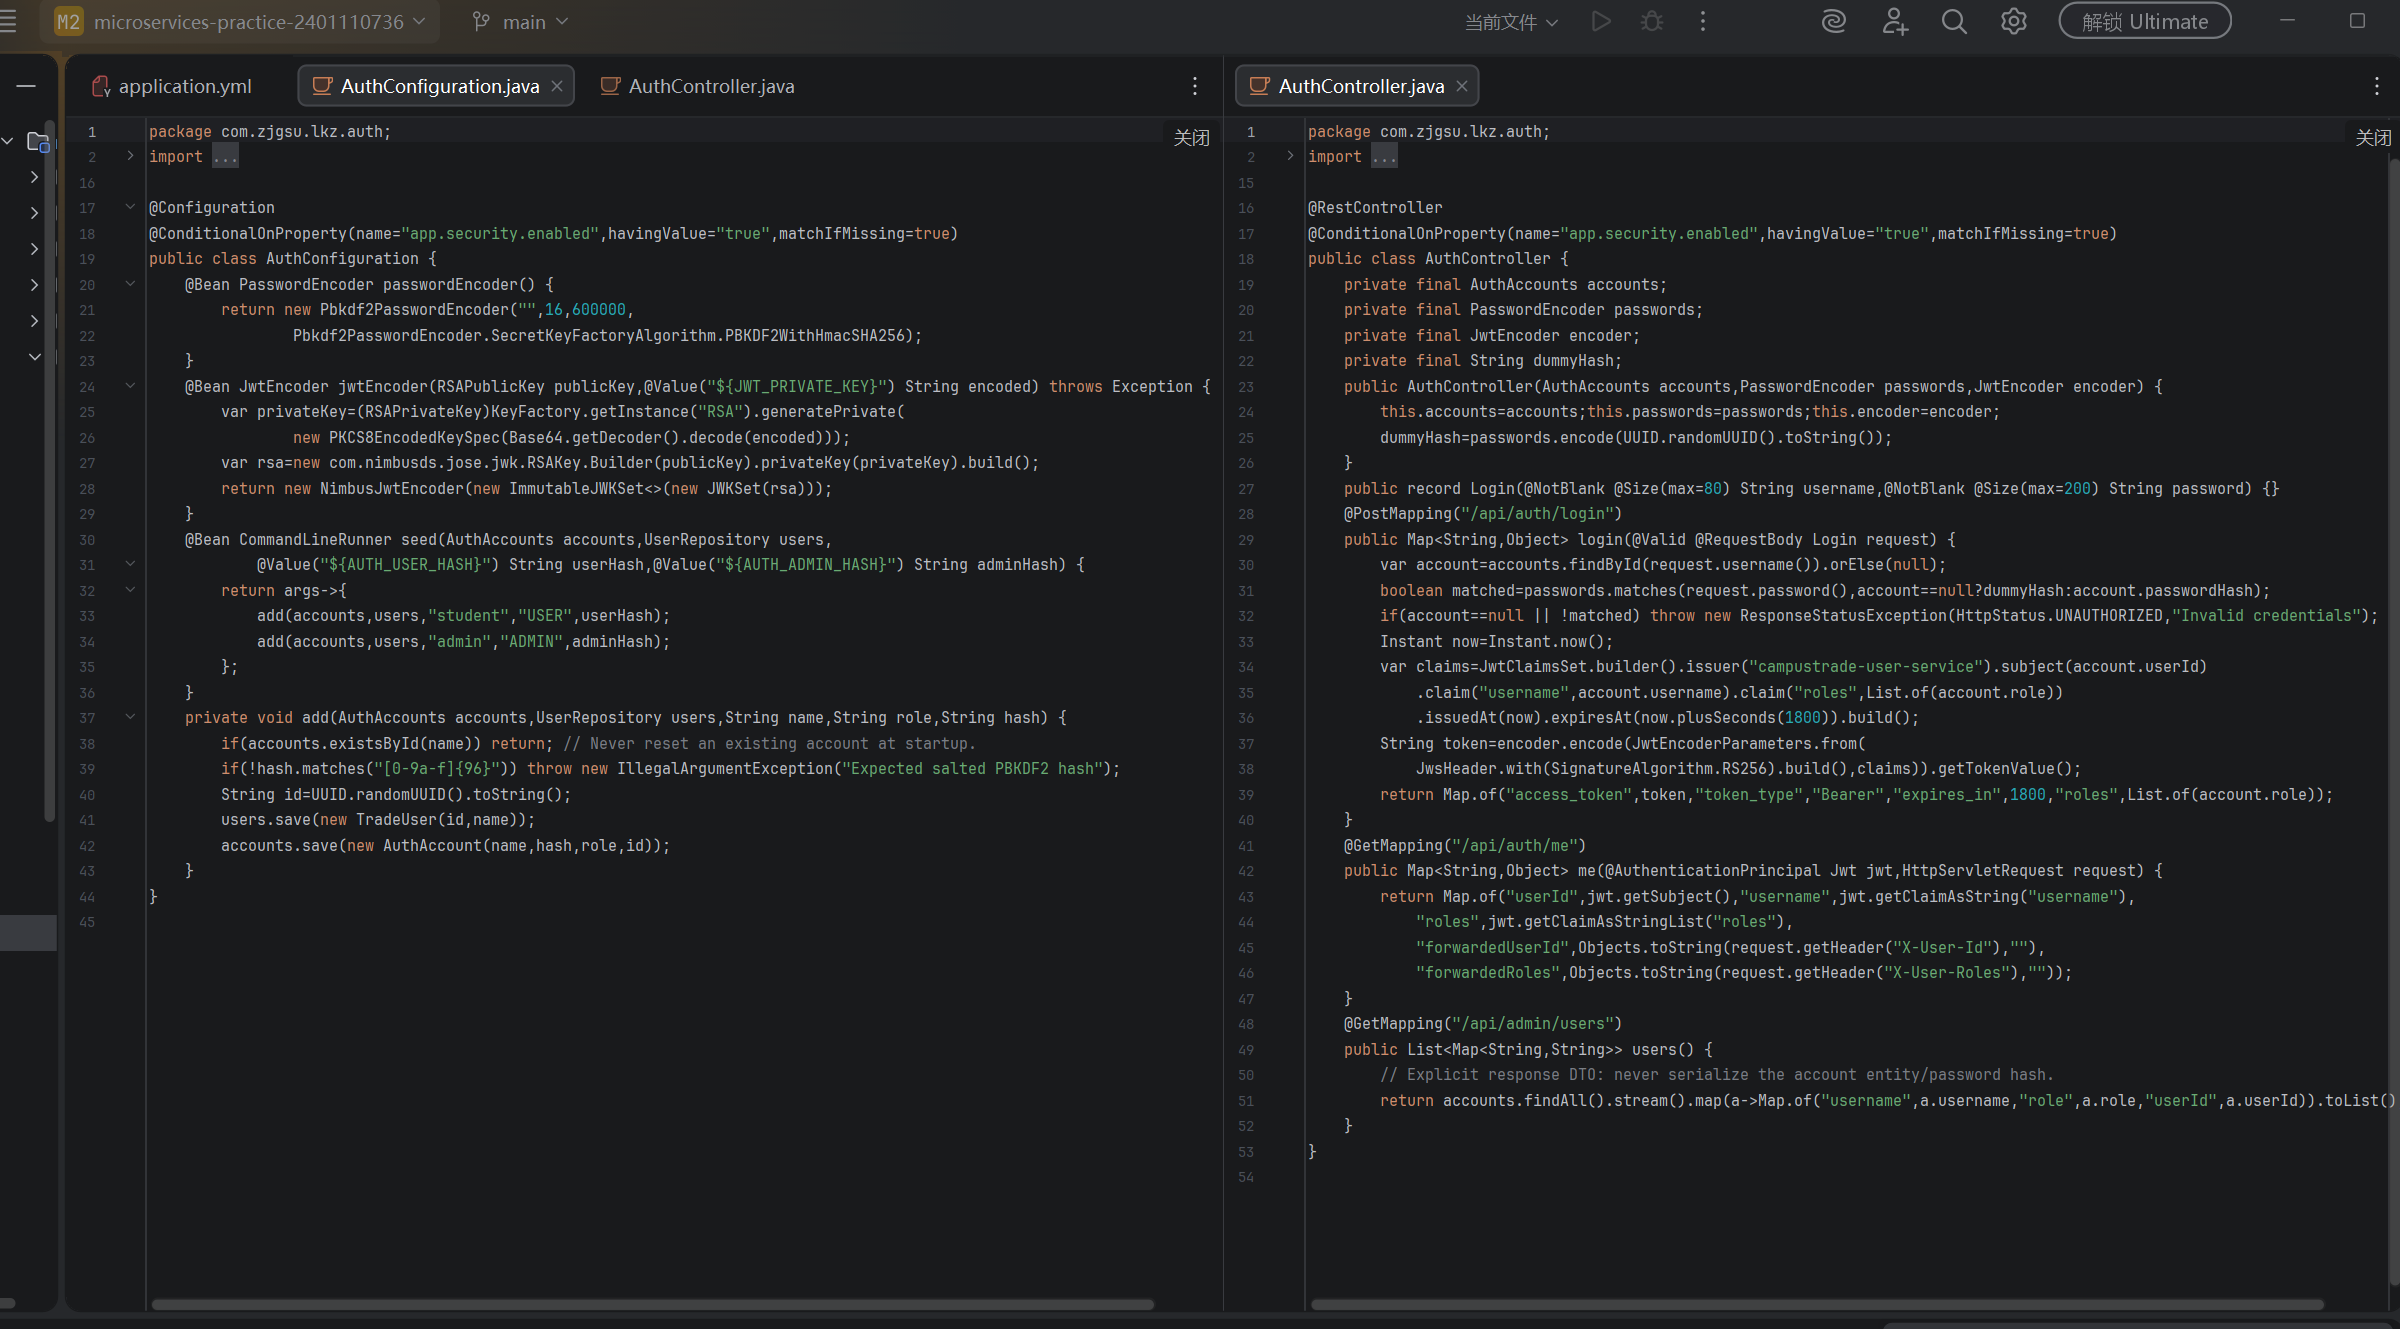 M2 microservices-practice-2401110736 main 当前文件 解锁 Ultimate
application.yml AuthConfiguration.java AuthController.java
1 package com.zjgsu.lkz.auth; 关闭
2 import ...
16
17 @Configuration
18 @ConditionalOnProperty(name="app.security.enabled",havingValue="true",matchIfMissing=true)
19 public class AuthConfiguration {
20 @Bean PasswordEncoder passwordEncoder() {
21 return new Pbkdf2PasswordEncoder("",16,600000,
22 Pbkdf2PasswordEncoder.SecretKeyFactoryAlgorithm.PBKDF2WithHmacSHA256);
23 }
24 @Bean JwtEncoder jwtEncoder(RSAPublicKey publicKey,@Value("${JWT_PRIVATE_KEY}") String encoded) throws Exception {
25 var privateKey=(RSAPrivateKey)KeyFactory.getInstance("RSA").generatePrivate(
26 new PKCS8EncodedKeySpec(Base64.getDecoder().decode(encoded)));
27 var rsa=new com.nimbusds.jose.jwk.RSAKey.Builder(publicKey).privateKey(privateKey).build();
28 return new NimbusJwtEncoder(new ImmutableJWKSet<>(new JWKSet(rsa)));
29 }
30 @Bean CommandLineRunner seed(AuthAccounts accounts,UserRepository users,
31 @Value("${AUTH_USER_HASH}") String userHash,@Value("${AUTH_ADMIN_HASH}") String adminHash) {
32 return args->{
33 add(accounts,users,"student","USER",userHash);
34 add(accounts,users,"admin","ADMIN",adminHash);
35 };
36 }
37 private void add(AuthAccounts accounts,UserRepository users,String name,String role,String hash) {
38 if(accounts.existsById(name)) return; // Never reset an existing account at startup.
39 if(!hash.matches("[0-9a-f]{96}")) throw new IllegalArgumentException("Expected salted PBKDF2 hash");
40 String id=UUID.randomUUID().toString();
41 users.save(new TradeUser(id,name));
42 accounts.save(new AuthAccount(name,hash,role,id));
43 }
44 }
45
AuthController.java
1 package com.zjgsu.lkz.auth; 关闭
2 import ...
15
16 @RestController
17 @ConditionalOnProperty(name="app.security.enabled",havingValue="true",matchIfMissing=true)
18 public class AuthController {
19 private final AuthAccounts accounts;
20 private final PasswordEncoder passwords;
21 private final JwtEncoder encoder;
22 private final String dummyHash;
23 public AuthController(AuthAccounts accounts,PasswordEncoder passwords,JwtEncoder encoder) {
24 this.accounts=accounts;this.passwords=passwords;this.encoder=encoder;
25 dummyHash=passwords.encode(UUID.randomUUID().toString());
26 }
27 public record Login(@NotBlank @Size(max=80) String username,@NotBlank @Size(max=200) String password) {}
28 @PostMapping("/api/auth/login")
29 public Map<String,Object> login(@Valid @RequestBody Login request) {
30 var account=accounts.findById(request.username()).orElse(null);
31 boolean matched=passwords.matches(request.password(),account==null?dummyHash:account.passwordHash);
32 if(account==null || !matched) throw new ResponseStatusException(HttpStatus.UNAUTHORIZED,"Invalid credentials");
33 Instant now=Instant.now();
34 var claims=JwtClaimsSet.builder().issuer("campustrade-user-service").subject(account.userId)
35 .claim("username",account.username).claim("roles",List.of(account.role))
36 .issuedAt(now).expiresAt(now.plusSeconds(1800)).build();
37 String token=encoder.encode(JwtEncoderParameters.from(
38 JwsHeader.with(SignatureAlgorithm.RS256).build(),claims)).getTokenValue();
39 return Map.of("access_token",token,"token_type","Bearer","expires_in",1800,"roles",List.of(account.role));
40 }
41 @GetMapping("/api/auth/me")
42 public Map<String,Object> me(@AuthenticationPrincipal Jwt jwt,HttpServletRequest request) {
43 return Map.of("userId",jwt.getSubject(),"username",jwt.getClaimAsString("username"),
44 "roles",jwt.getClaimAsStringList("roles"),
45 "forwardedUserId",Objects.toString(request.getHeader("X-User-Id"),""),
46 "forwardedRoles",Objects.toString(request.getHeader("X-User-Roles"),""));
47 }
48 @GetMapping("/api/admin/users")
49 public List<Map<String,String>> users() {
50 // Explicit response DTO: never serialize the account entity/password hash.
51 return accounts.findAll().stream().map(a->Map.of("username",a.username,"role",a.role,"userId",a.userId)).toList()
52 }
53 }
54